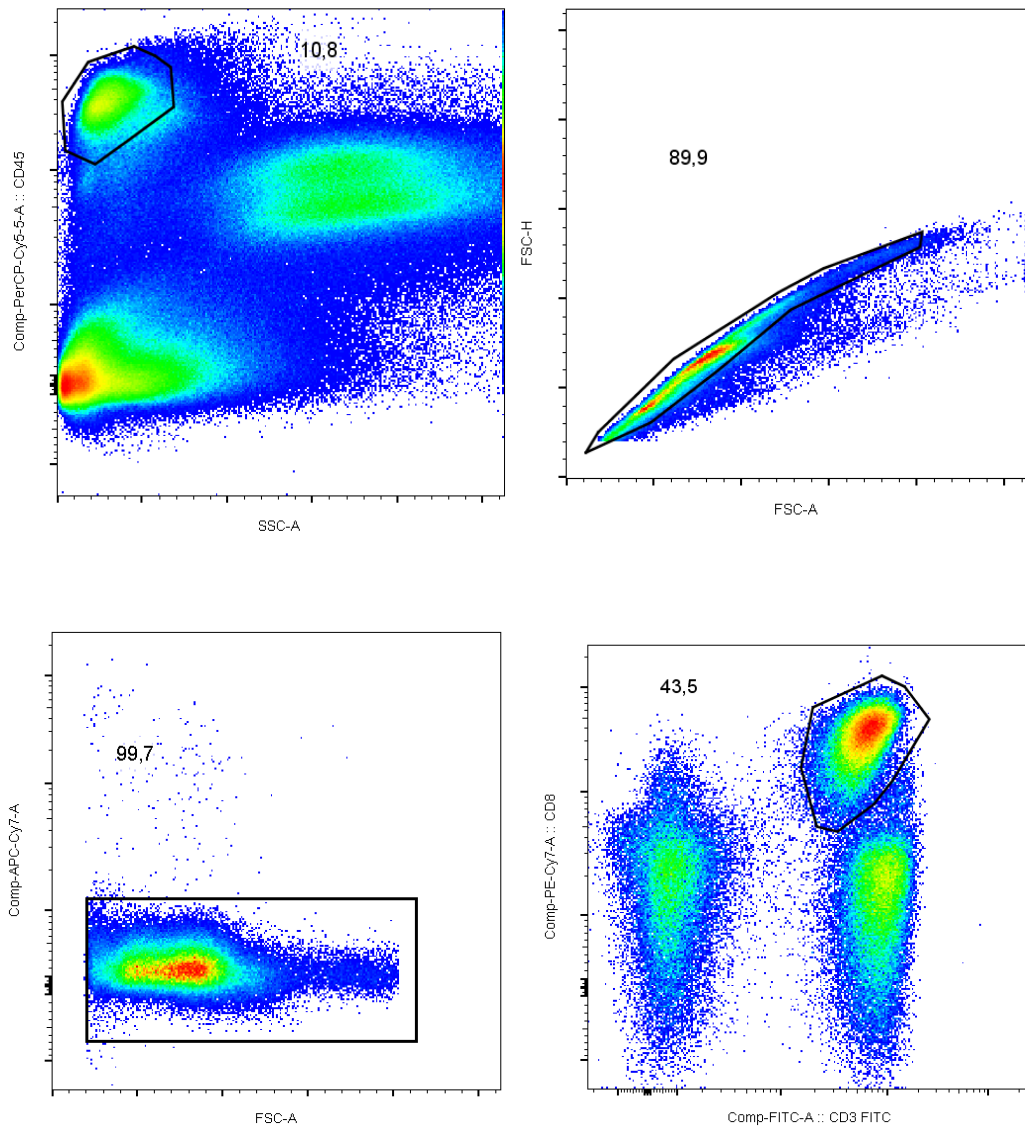 10,8
Comp-PerCP-Cy5-5-A :: CD45
SSC-A
89,9
FSC-H
FSC-A
99,7
Comp-APC-Cy7-A
FSC-A
43,5
Comp-PE-Cy7-A :: CD8
Comp-FITC-A :: CD3 FITC